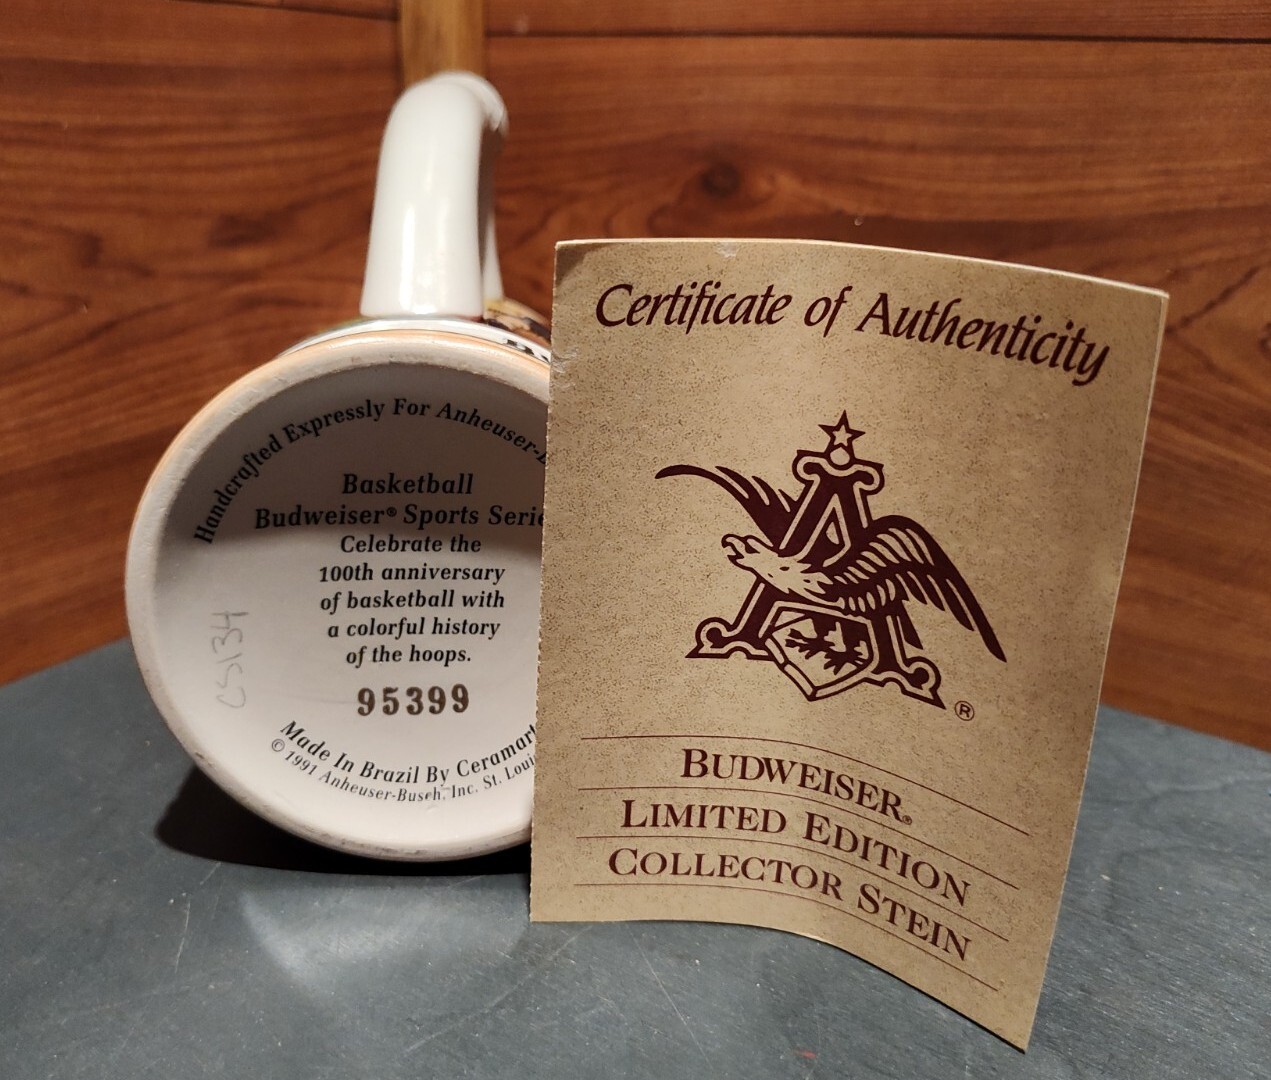 Handcrafted Expressly For Anheuser-
Basketball
Budweiser® Sports Serie
Celebrate the
100th anniversary
of basketball with
a colorful history
of the hoops.
95399
CS134
Made In Brazil By Ceramart
© 1991 Anheuser-Busch, Inc. St. Loui
Certificate of Authenticity
A
®
BUDWEISER®
LIMITED EDITION
COLLECTOR STEIN